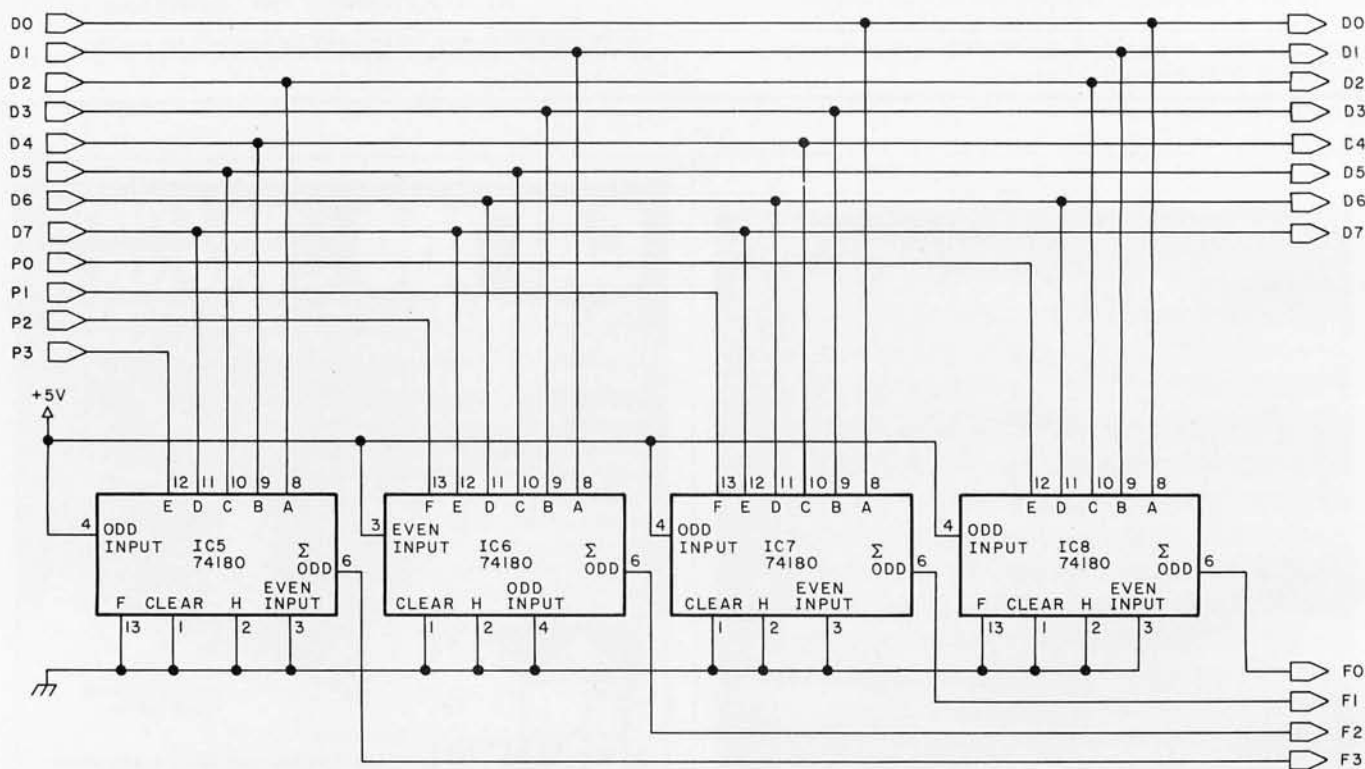 D0 D0
D1 D1
D2 D2
D3 D3
D4 C4
D5 D5
D6 D6
D7 D7
P0
P1
P2
P3
+5V
12 11 10 9 8 13 12 11 10 9 8 13 12 11 10 9 8 12 11 10 9 8
E D C B A F E D C B A F E D C B A E D C B A
4 ODD INPUT IC5 74180 Σ ODD 6
F CLEAR H EVEN INPUT
13 1 2 3
3 EVEN INPUT IC6 74180 Σ ODD 6
CLEAR H ODD INPUT
1 2 4
4 ODD INPUT IC7 74180 Σ ODD 6
CLEAR H EVEN INPUT
1 2 3
4 ODD INPUT IC8 74180 Σ ODD 6
F CLEAR H EVEN INPUT
13 1 2 3
F0
F1
F2
F3